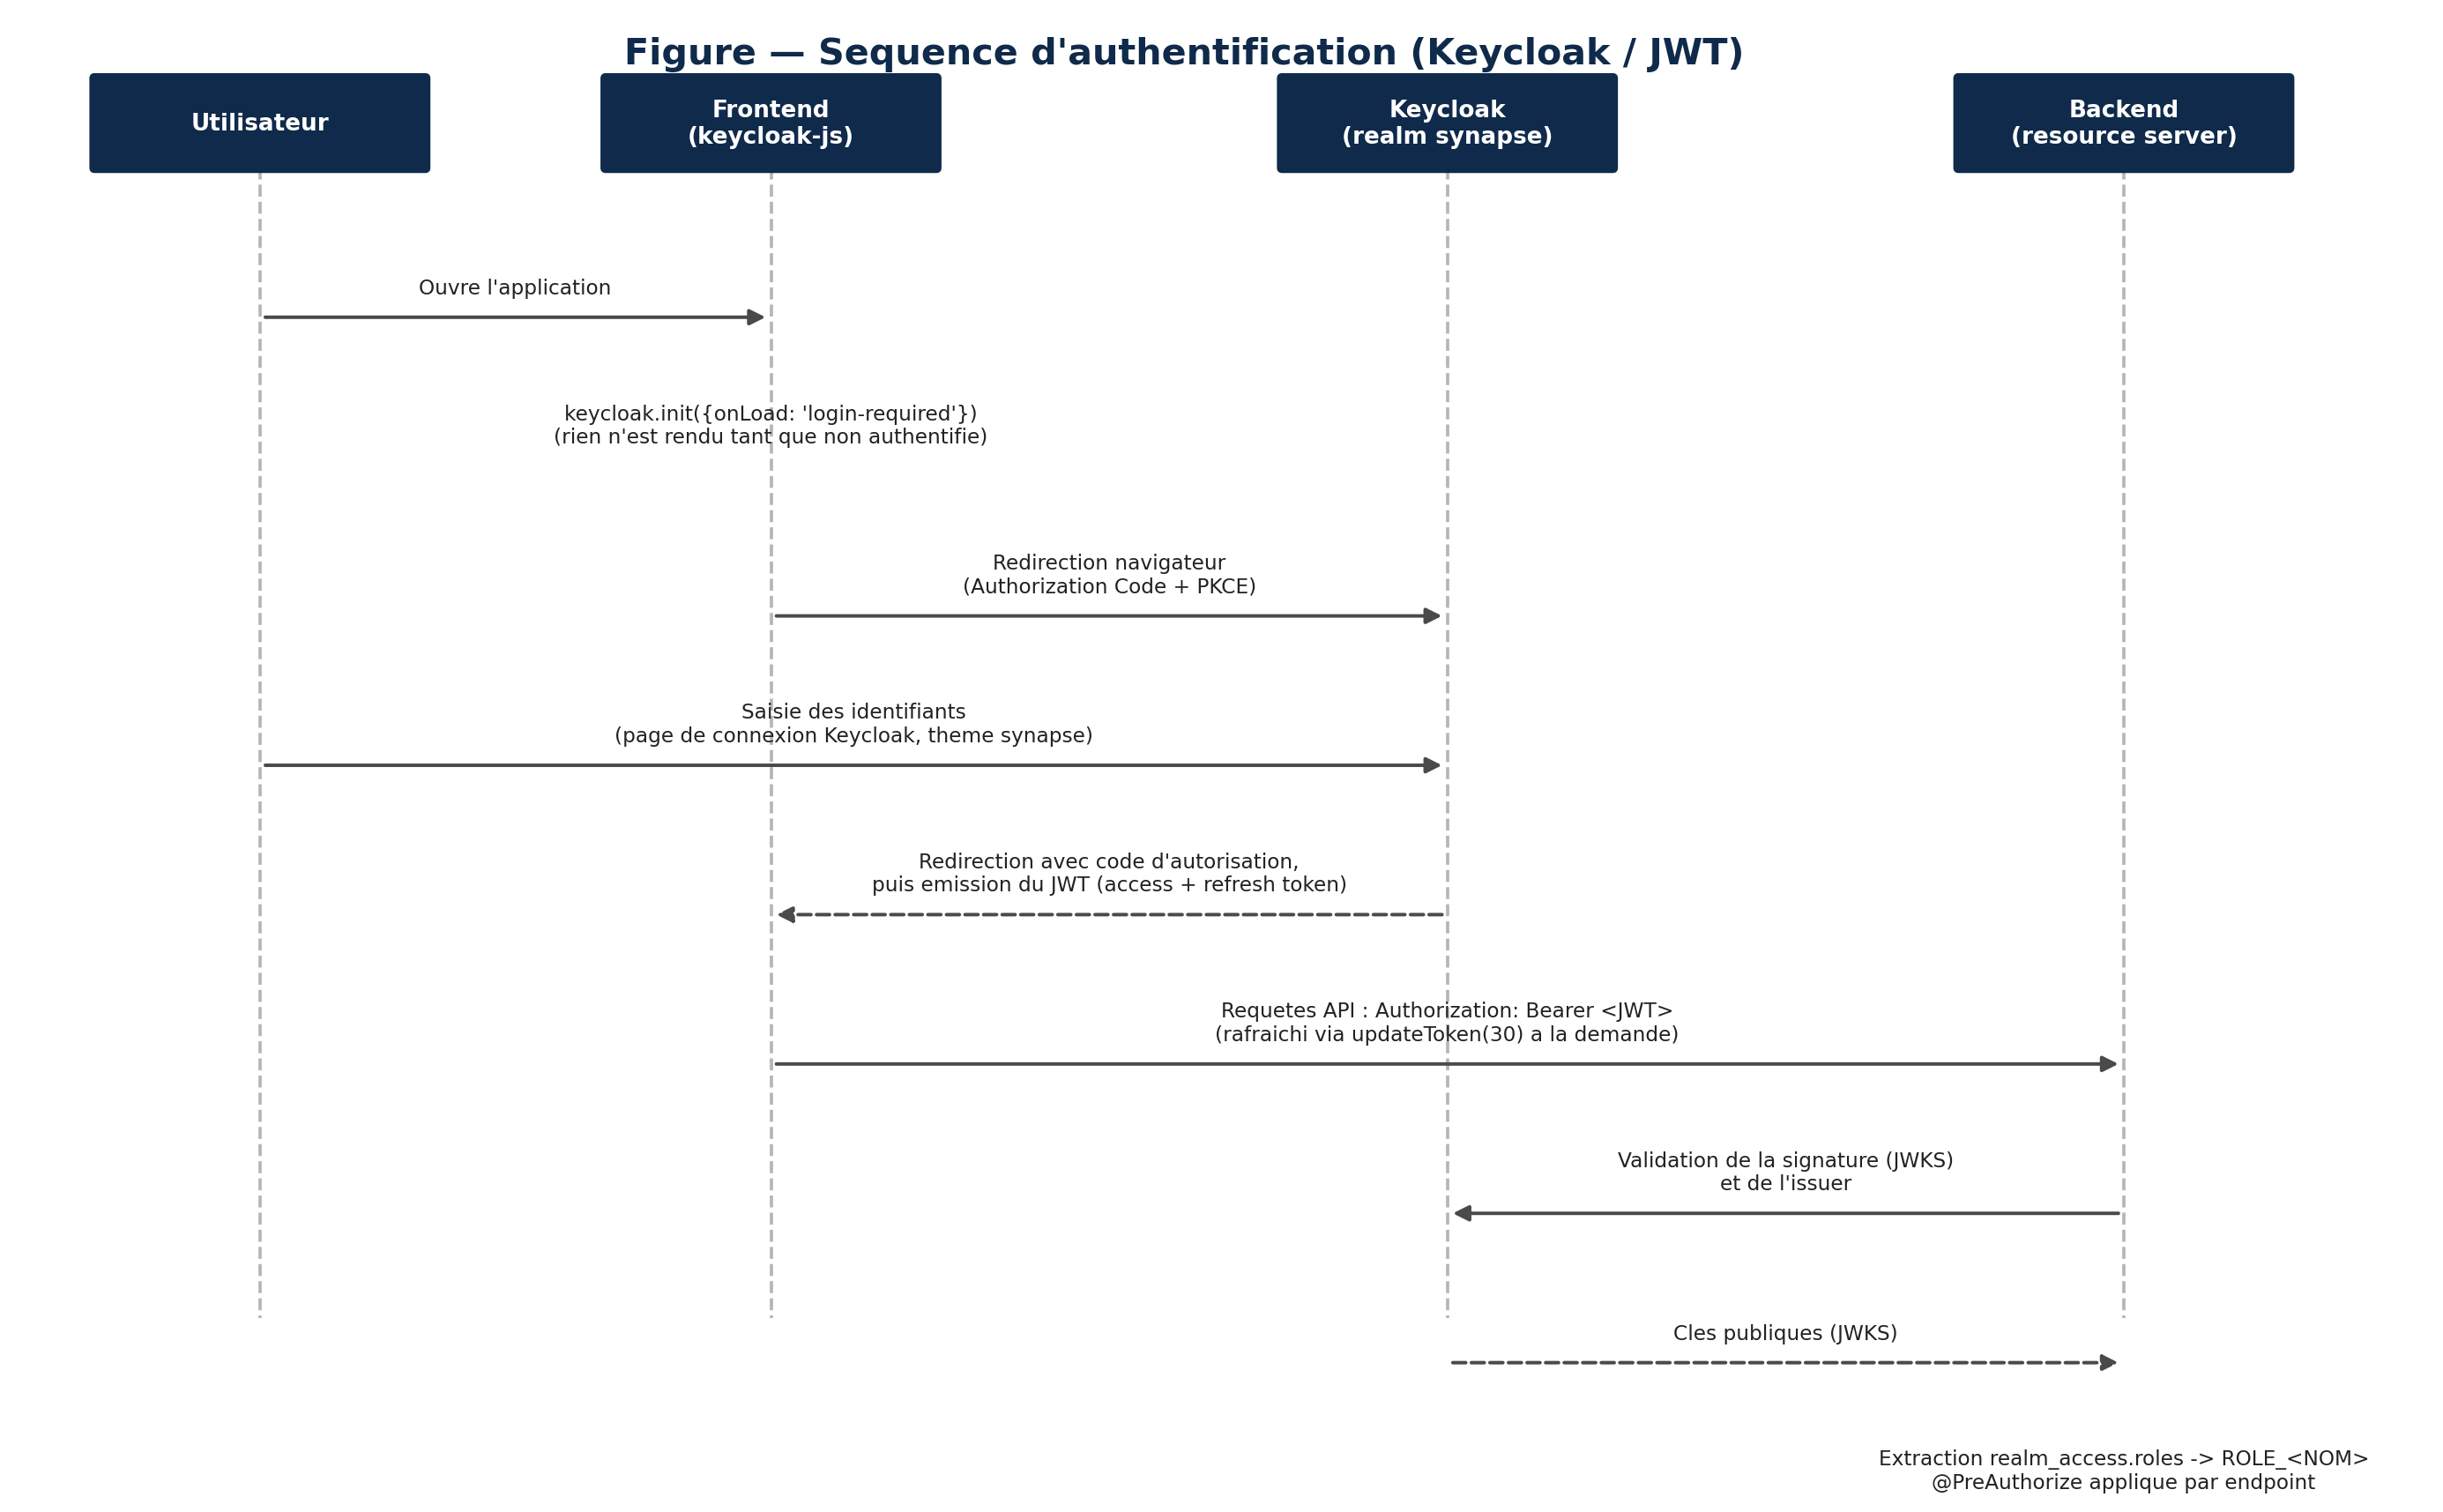 Figure — Sequence d'authentification (Keycloak / JWT)
Utilisateur
Frontend
(keycloak-js)
Keycloak
(realm synapse)
Backend
(resource server)
Ouvre l'application
keycloak.init({onLoad: 'login-required'})
(rien n'est rendu tant que non authentifie)
Redirection navigateur
(Authorization Code + PKCE)
Saisie des identifiants
(page de connexion Keycloak, theme synapse)
Redirection avec code d'autorisation,
puis emission du JWT (access + refresh token)
Requetes API : Authorization: Bearer <JWT>
(rafraichi via updateToken(30) a la demande)
Validation de la signature (JWKS)
et de l'issuer
Cles publiques (JWKS)
Extraction realm_access.roles -> ROLE_<NOM>
@PreAuthorize applique par endpoint